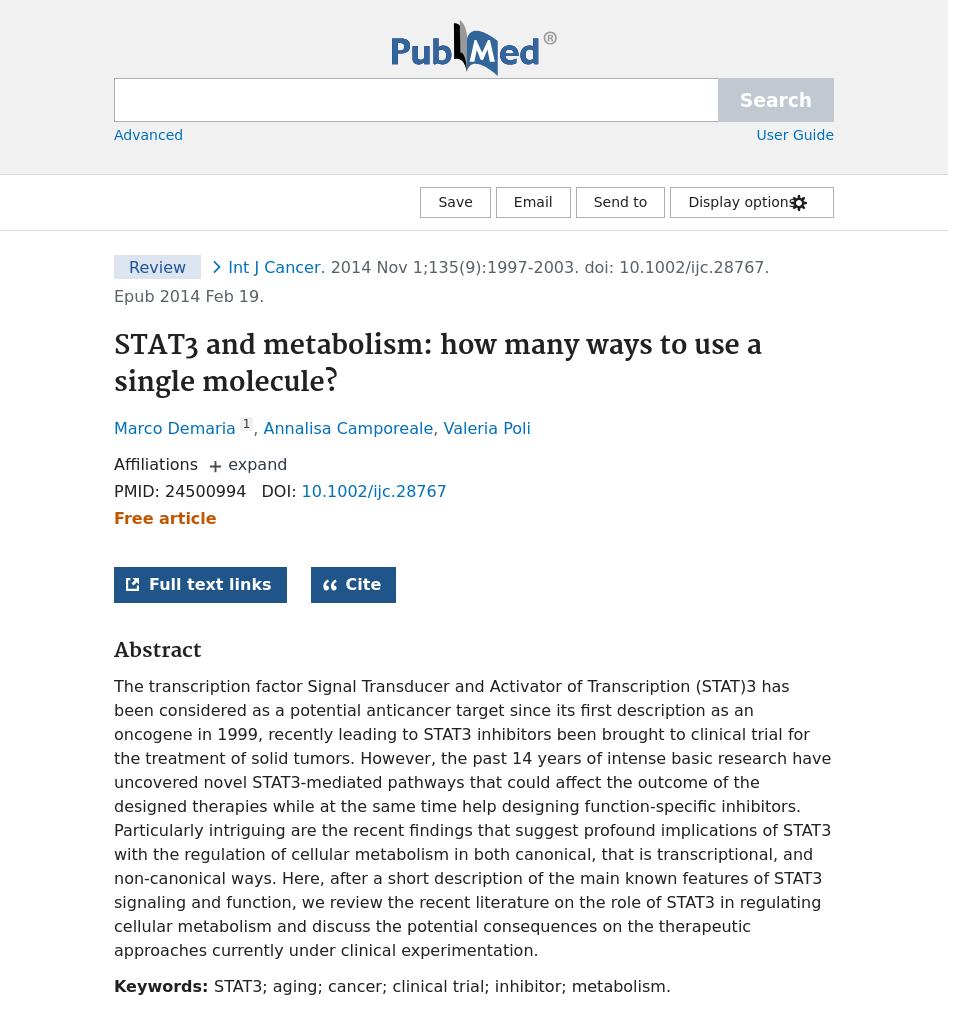 PubMed®
Search
Advanced
User Guide
Save
Email
Send to
Display options
Review
Int J Cancer. 2014 Nov 1;135(9):1997-2003. doi: 10.1002/ijc.28767.
Epub 2014 Feb 19.
STAT3 and metabolism: how many ways to use a
single molecule?
Marco Demaria 1, Annalisa Camporeale, Valeria Poli
Affiliations + expand
PMID: 24500994 DOI: 10.1002/ijc.28767
Free article
Full text links
Cite
Abstract
The transcription factor Signal Transducer and Activator of Transcription (STAT)3 has
been considered as a potential anticancer target since its first description as an
oncogene in 1999, recently leading to STAT3 inhibitors been brought to clinical trial for
the treatment of solid tumors. However, the past 14 years of intense basic research have
uncovered novel STAT3-mediated pathways that could affect the outcome of the
designed therapies while at the same time help designing function-specific inhibitors.
Particularly intriguing are the recent findings that suggest profound implications of STAT3
with the regulation of cellular metabolism in both canonical, that is transcriptional, and
non-canonical ways. Here, after a short description of the main known features of STAT3
signaling and function, we review the recent literature on the role of STAT3 in regulating
cellular metabolism and discuss the potential consequences on the therapeutic
approaches currently under clinical experimentation.
Keywords: STAT3; aging; cancer; clinical trial; inhibitor; metabolism.